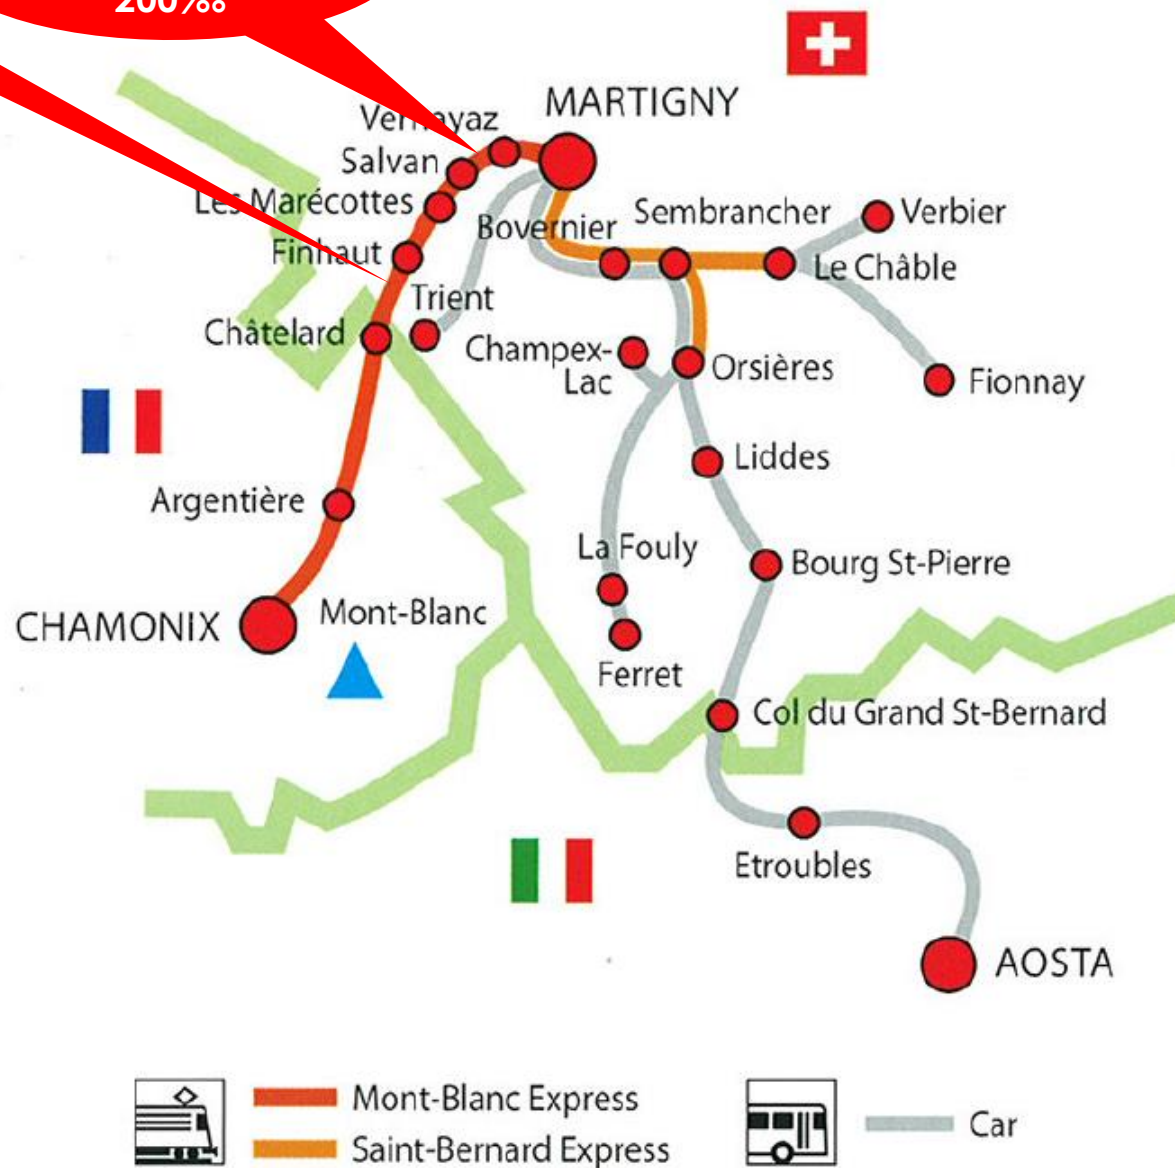 200‰
MARTIGNY
Vernayaz
Salvan
Les Marécottes
Bovernier
Sembrancher
Verbier
Finhaut
Le Châble
Trient
Châtelard
Champex-
Lac
Orsières
Fionnay
Liddes
Argentière
La Fouly
Bourg St-Pierre
CHAMONIX
Mont-Blanc
Ferret
Col du Grand St-Bernard
Etroubles
AOSTA
Mont-Blanc Express
Saint-Bernard Express
Car